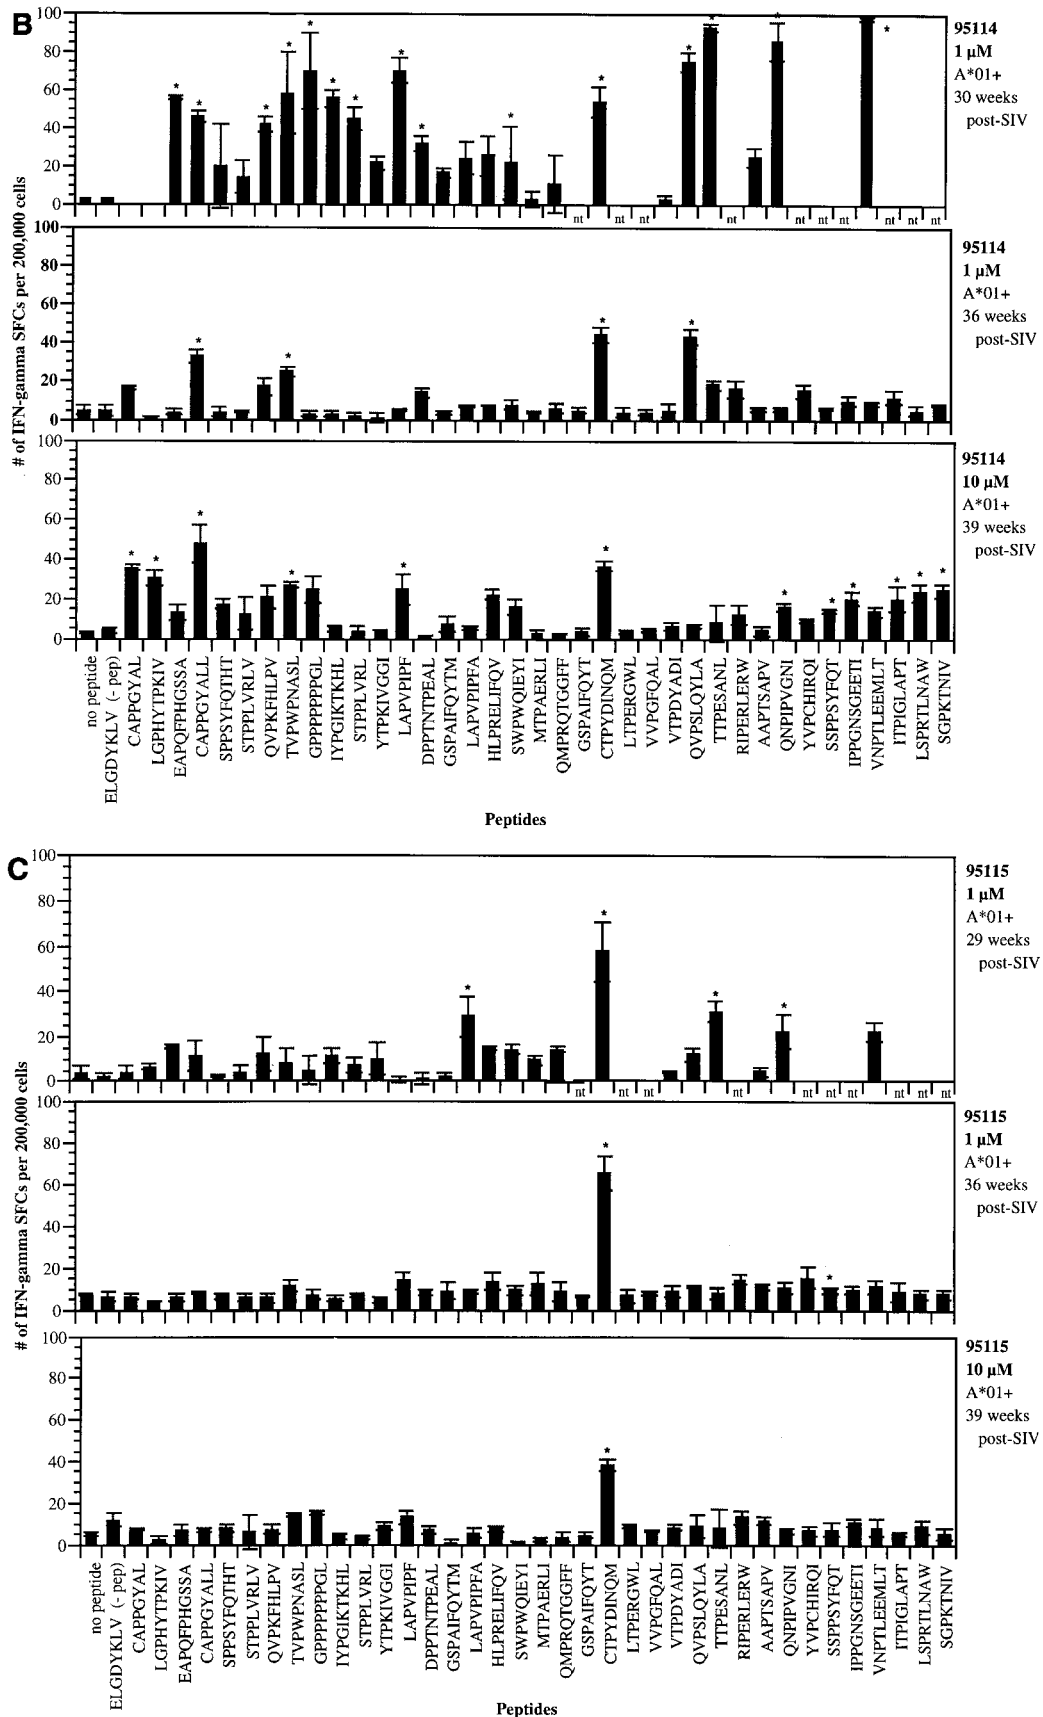 B
# of IFN-gamma SFCs per 200,000 cells
100
80
60
40
20
0
* * * * * * * * * * * * * * * *
nt nt nt nt nt nt nt nt nt
95114
1 µM
A*01+
30 weeks
post-SIV
100
80
60
40
20
0
* * * *
95114
1 µM
A*01+
36 weeks
post-SIV
100
80
60
40
20
0
* * * * * * * * * * * *
95114
10 µM
A*01+
39 weeks
post-SIV
no peptide
ELGDYKLV (- pep)
CAPPGYAL
LGPHYTPKIV
EAPQFPHGSSA
CAPPGYALL
SPPSYFQTHT
STPPLVRLV
QVPKFHLPV
TVPWPNASL
GPPPPPPPGL
IYPGIKTKHL
STPPLVRL
YTPKIVGGI
LAPVPIPF
DPPTNTPEAL
GSPAIFQYTM
LAPVPIPFA
HLPRELIFQV
SWPWQIEYI
MTPAERLI
QMPRQTGGFF
GSPAIFQYT
CTPYDINQM
LTPERGWL
VVPGFQAL
VTPDYADI
QVPSLQYLA
TTPESANL
RIPERLERW
AAPTSAPV
QNPIPVGNI
YVPCHIRQI
SSPPSYFQT
IPPGNSGEETI
VNPTLEEMLT
ITPIGLAPT
LSPRTLNAW
SGPKTNIV
Peptides
C
# of IFN-gamma SFCs per 200,000 cells
100
80
60
40
20
0
* * * *
nt nt nt nt nt nt nt nt nt nt
95115
1 µM
A*01+
29 weeks
post-SIV
100
80
60
40
20
0
* *
95115
1 µM
A*01+
36 weeks
post-SIV
100
80
60
40
20
0
*
95115
10 µM
A*01+
39 weeks
post-SIV
no peptide
ELGDYKLV (- pep)
CAPPGYAL
LGPHYTPKIV
EAPQFPHGSSA
CAPPGYALL
SPPSYFQTHT
STPPLVRLV
QVPKFHLPV
TVPWPNASL
GPPPPPPPGL
IYPGIKTKHL
STPPLVRL
YTPKIVGGI
LAPVPIPF
DPPTNTPEAL
GSPAIFQYTM
LAPVPIPFA
HLPRELIFQV
SWPWQIEYI
MTPAERLI
QMPRQTGGFF
GSPAIFQYT
CTPYDINQM
LTPERGWL
VVPGFQAL
VTPDYADI
QVPSLQYLA
TTPESANL
RIPERLERW
AAPTSAPV
QNPIPVGNI
YVPCHIRQI
SSPPSYFQT
IPPGNSGEETI
VNPTLEEMLT
ITPIGLAPT
LSPRTLNAW
SGPKTNIV
Peptides